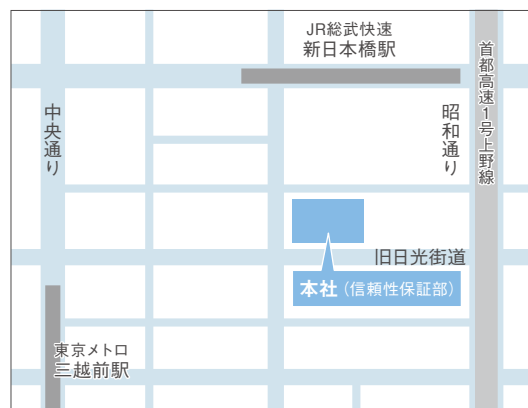 JR総武快速
新日本橋駅
首都高速1号上野線
中央通り
昭和通り
旧日光街道
本社（信頼性保証部）
東京メトロ
三越前駅